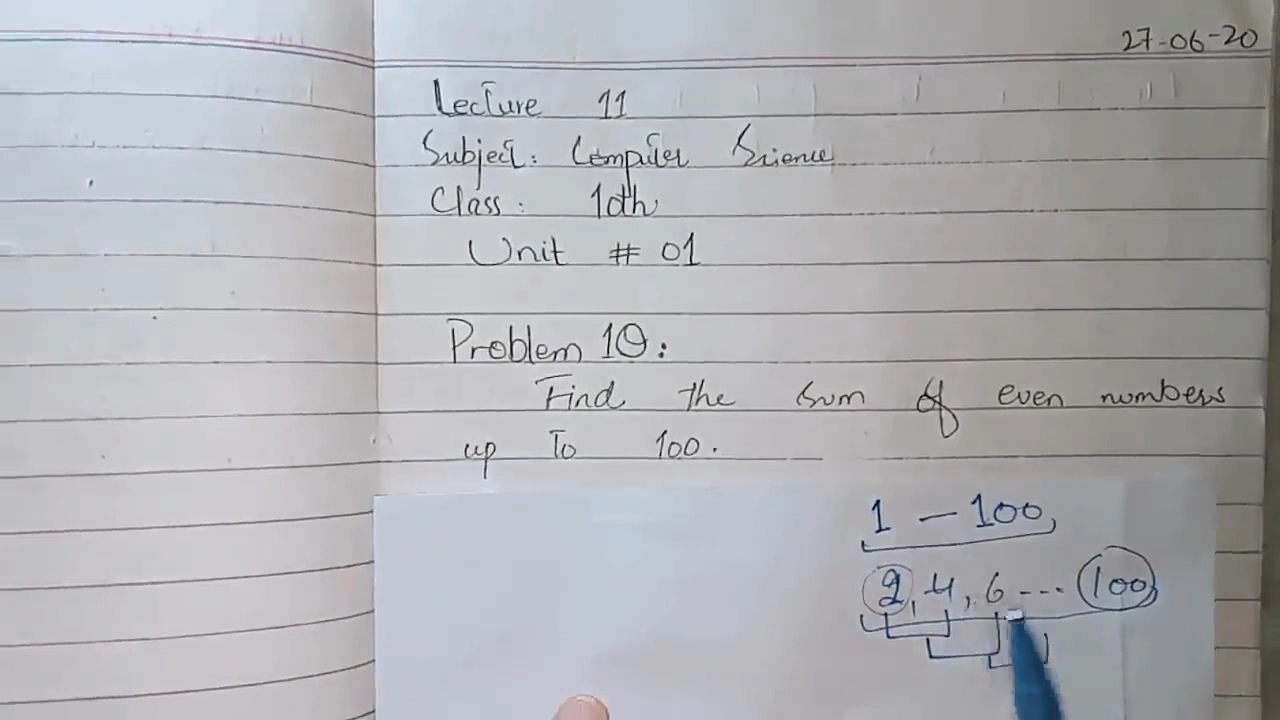 27-06-20
Lecture 11
Subject: Computer Science
Class: 10th
Unit # 01
Problem 10:
Find the sum of even numbers
up to 100.
1 — 100,
2, 4, 6 --- 100,